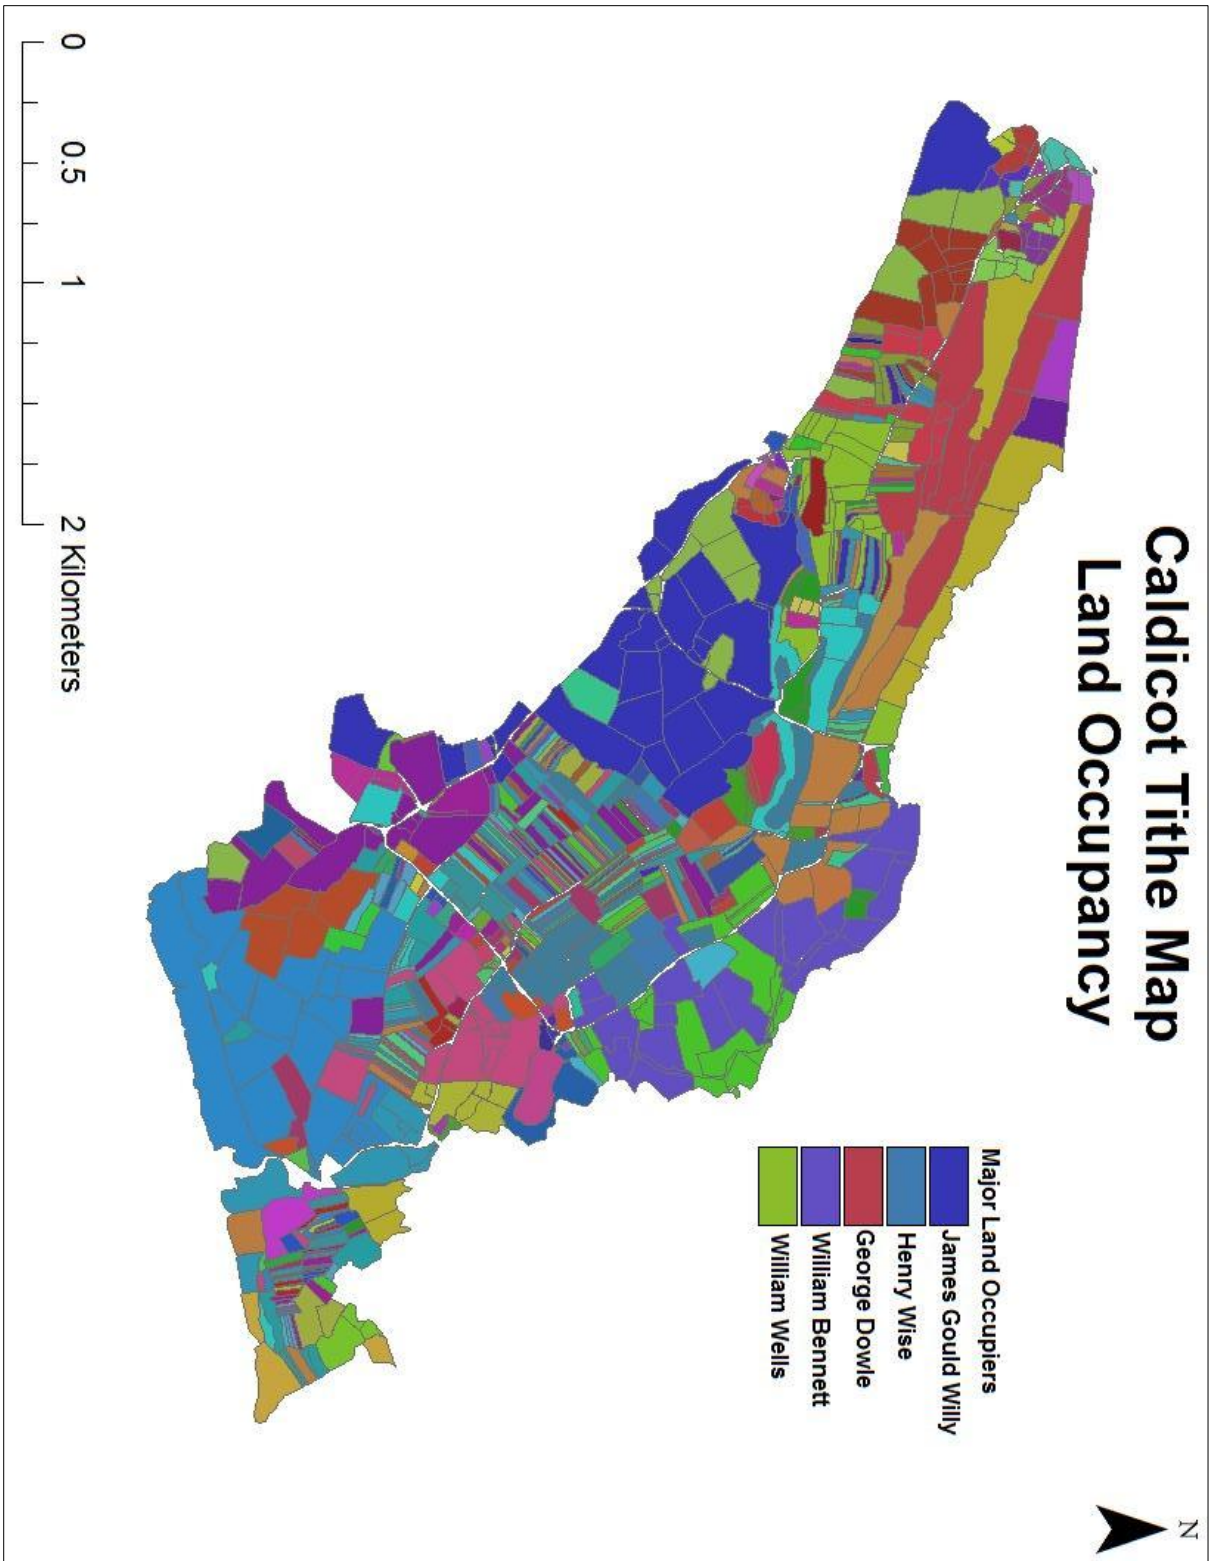 Caldicot Tithe Map
Land Occupancy
N
Major Land Occupiers
James Gould Willy
Henry Wise
George Dowle
William Bennett
William Wells
0 0.5 1 2 Kilometers